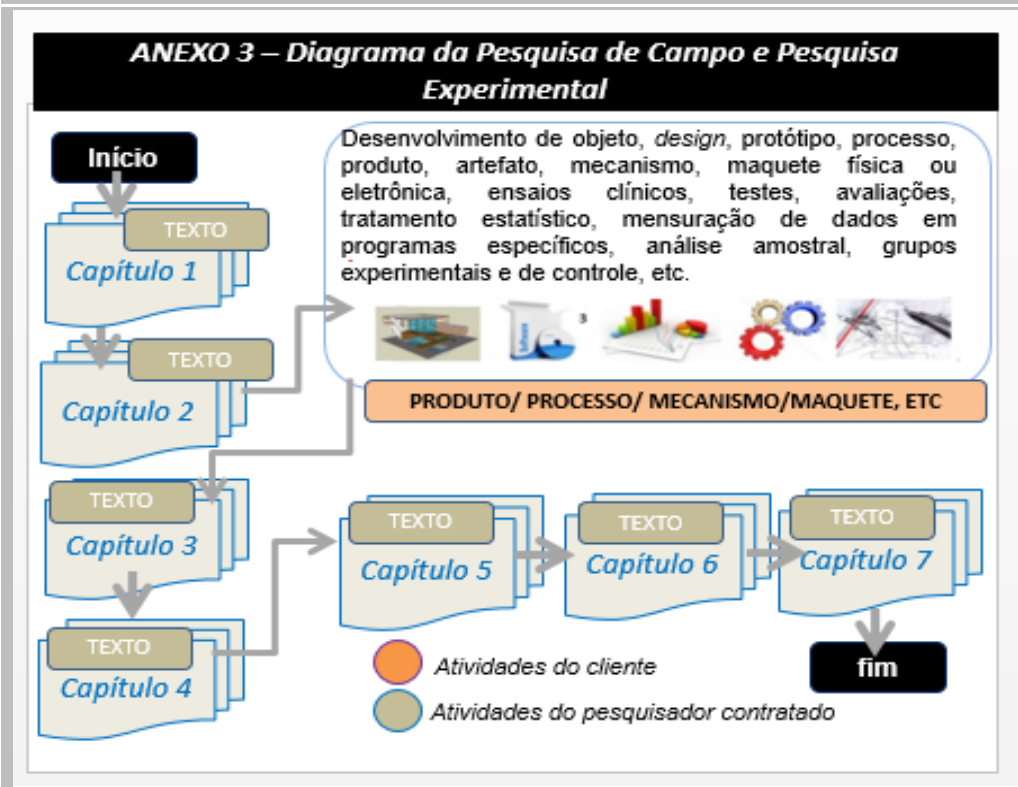 ANEXO 3 – Diagrama da Pesquisa de Campo e Pesquisa
Experimental
Início
Desenvolvimento de objeto, design, protótipo, processo,
produto, artefato, mecanismo, maquete física ou
eletrônica, ensaios clínicos, testes, avaliações,
tratamento estatístico, mensuração de dados em
programas específicos, análise amostral, grupos
experimentais e de controle, etc.
3
Software
PRODUTO/ PROCESSO/ MECANISMO/MAQUETE, ETC
TEXTO
Capítulo 1
TEXTO
Capítulo 2
TEXTO
Capítulo 3
TEXTO
Capítulo 4
TEXTO
Capítulo 5
TEXTO
Capítulo 6
TEXTO
Capítulo 7
fim
Atividades do cliente
Atividades do pesquisador contratado